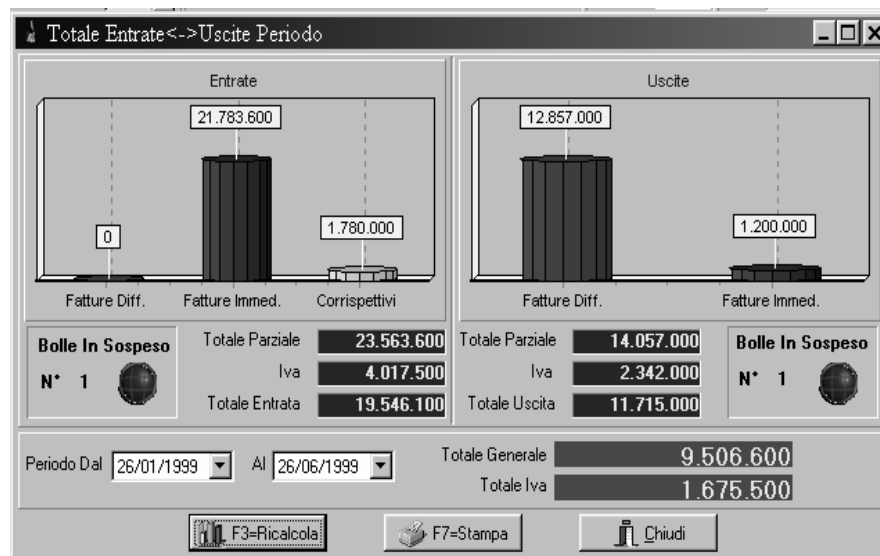 Totale Entrate<->Uscite Periodo
Entrate
21.783.600
1.780.000
0
Fatture Diff. Fatture Immed. Corrispettivi
Uscite
12.857.000
1.200.000
Fatture Diff. Fatture Immed.
Bolle In Sospeso
N° 1
Totale Parziale 23.563.600
Iva 4.017.500
Totale Entrata 19.546.100
Totale Parziale 14.057.000
Iva 2.342.000
Totale Uscita 11.715.000
Bolle In Sospeso
N° 1
Periodo Dal 26/01/1999 Al 26/06/1999
Totale Generale 9.506.600
Totale Iva 1.675.500
F3=Ricalcola F7=Stampa Chiudi